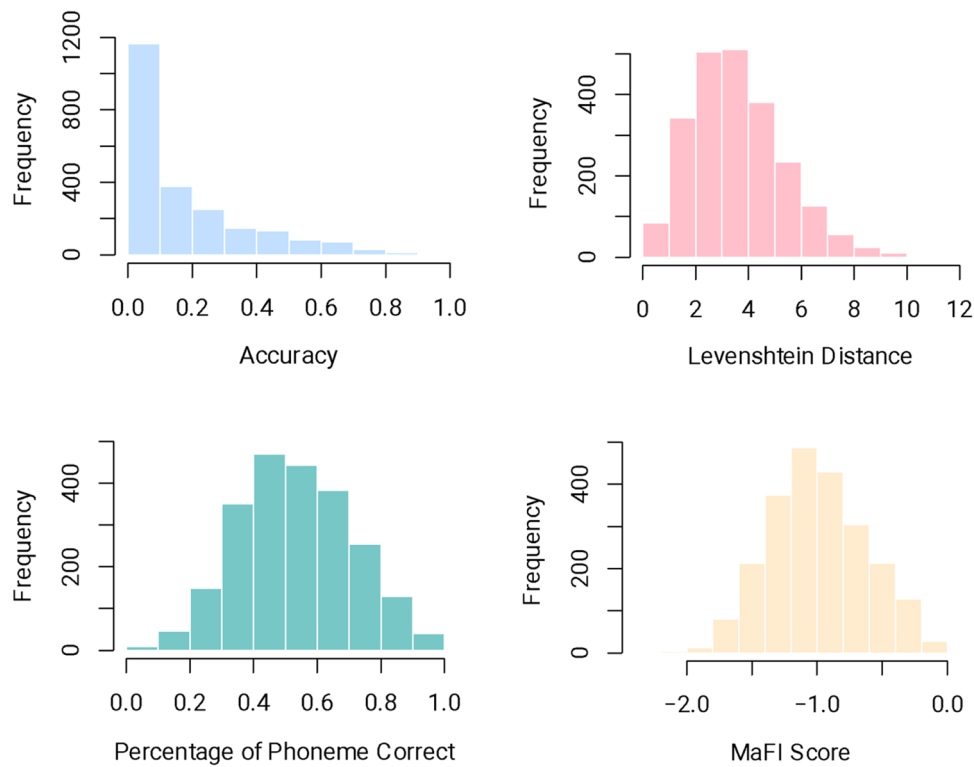 Frequency
0 400 800 1200
0.0 0.2 0.4 0.6 0.8 1.0
Accuracy
Frequency
0 200 400
0 2 4 6 8 10 12
Levenshtein Distance
Frequency
0 200 400
0.0 0.2 0.4 0.6 0.8 1.0
Percentage of Phoneme Correct
Frequency
0 200 400
−2.0 −1.0 0.0
MaFI Score